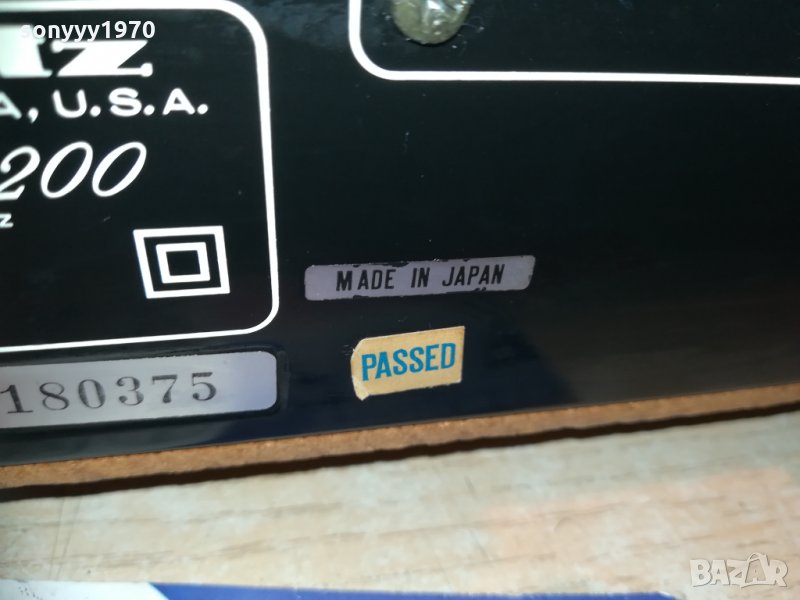 sonyyy1970
A, U.S.A.
200
z
MADE IN JAPAN
PASSED
180375
BAZAR